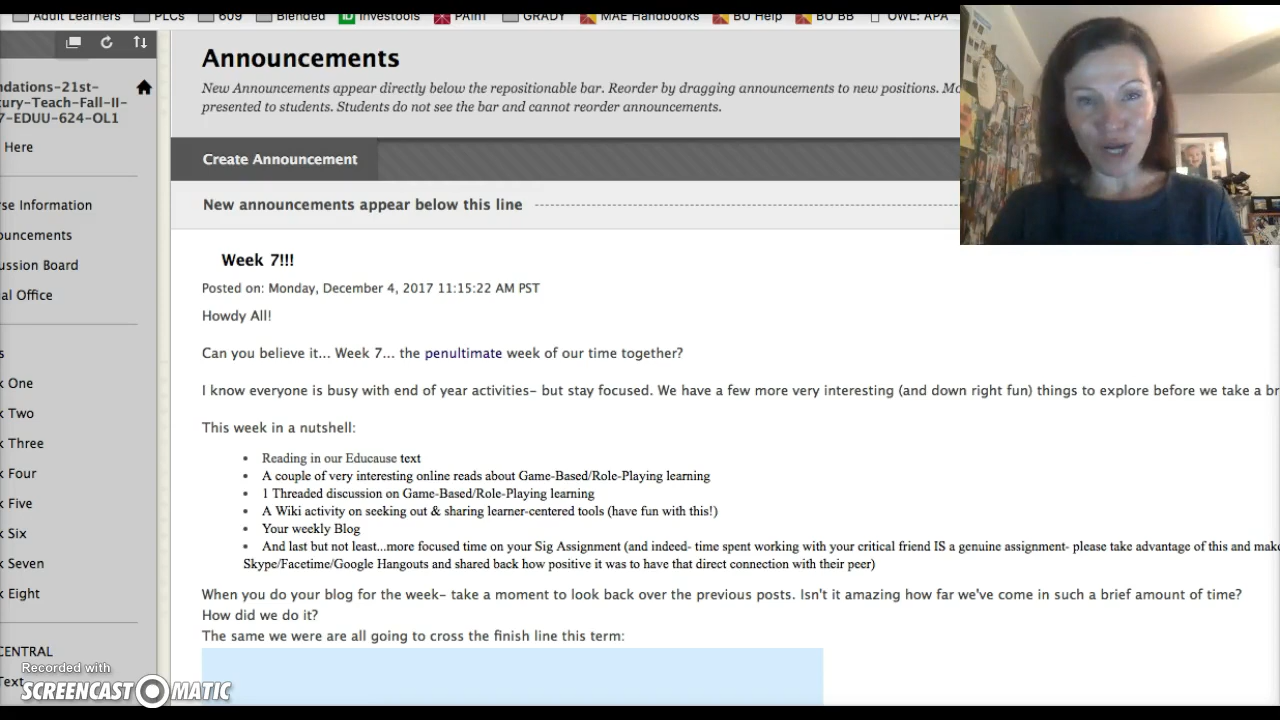 Adult Learners PLCs 609 Blended Investools PAInT GRADY MAE Handbooks BU Help BU BB OWL: APA
Announcements
New Announcements appear directly below the repositionable bar. Reorder by dragging announcements to new positions. Mo
presented to students. Students do not see the bar and cannot reorder announcements.
ndations-21st-
ury-Teach-Fall-II-
7-EDUU-624-OL1
Here
Create Announcement
rse Information
New announcements appear below this line
ouncements
ussion Board
al Office
Week 7!!!
Posted on: Monday, December 4, 2017 11:15:22 AM PST
Howdy All!
Can you believe it... Week 7... the penultimate week of our time together?
s
k One
I know everyone is busy with end of year activities– but stay focused. We have a few more very interesting (and down right fun) things to explore before we take a br
k Two
This week in a nutshell:
k Three
• Reading in our Educause text
k Four
• A couple of very interesting online reads about Game-Based/Role-Playing learning
• 1 Threaded discussion on Game-Based/Role-Playing learning
k Five
• A Wiki activity on seeking out & sharing learner-centered tools (have fun with this!)
• Your weekly Blog
k Six
• And last but not least...more focused time on your Sig Assignment (and indeed- time spent working with your critical friend IS a genuine assignment- please take advantage of this and make
k Seven
Skype/Facetime/Google Hangouts and shared back how positive it was to have that direct connection with their peer)
k Eight
When you do your blog for the week– take a moment to look back over the previous posts. Isn't it amazing how far we've come in such a brief amount of time?
How did we do it?
The same we were are all going to cross the finish line this term:
CENTRAL
Text
Recorded with
SCREENCAST O MATIC